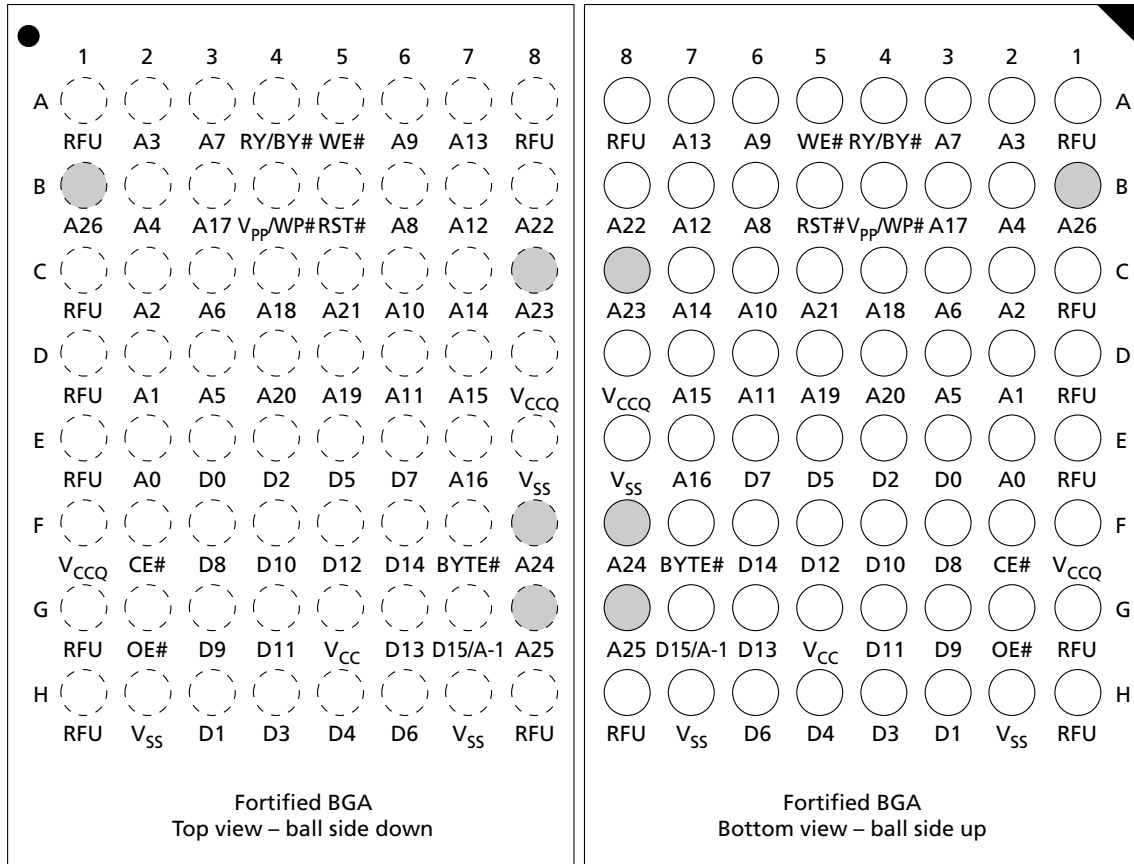 1 2 3 4 5 6 7 8
A
RFU A3 A7 RY/BY# WE# A9 A13 RFU
B
A26 A4 A17 VPP/WP# RST# A8 A12 A22
C
RFU A2 A6 A18 A21 A10 A14 A23
D
RFU A1 A5 A20 A19 A11 A15 VCCQ
E
RFU A0 D0 D2 D5 D7 A16 VSS
F
VCCQ CE# D8 D10 D12 D14 BYTE# A24
G
RFU OE# D9 D11 VCC D13 D15/A-1 A25
H
RFU VSS D1 D3 D4 D6 VSS RFU
Fortified BGA
Top view – ball side down
8 7 6 5 4 3 2 1
A
RFU A13 A9 WE# RY/BY# A7 A3 RFU
B
A22 A12 A8 RST# VPP/WP# A17 A4 A26
C
A23 A14 A10 A21 A18 A6 A2 RFU
D
VCCQ A15 A11 A19 A20 A5 A1 RFU
E
VSS A16 D7 D5 D2 D0 A0 RFU
F
A24 BYTE# D14 D12 D10 D8 CE# VCCQ
G
A25 D15/A-1 D13 VCC D11 D9 OE# RFU
H
RFU VSS D6 D4 D3 D1 VSS RFU
Fortified BGA
Bottom view – ball side up